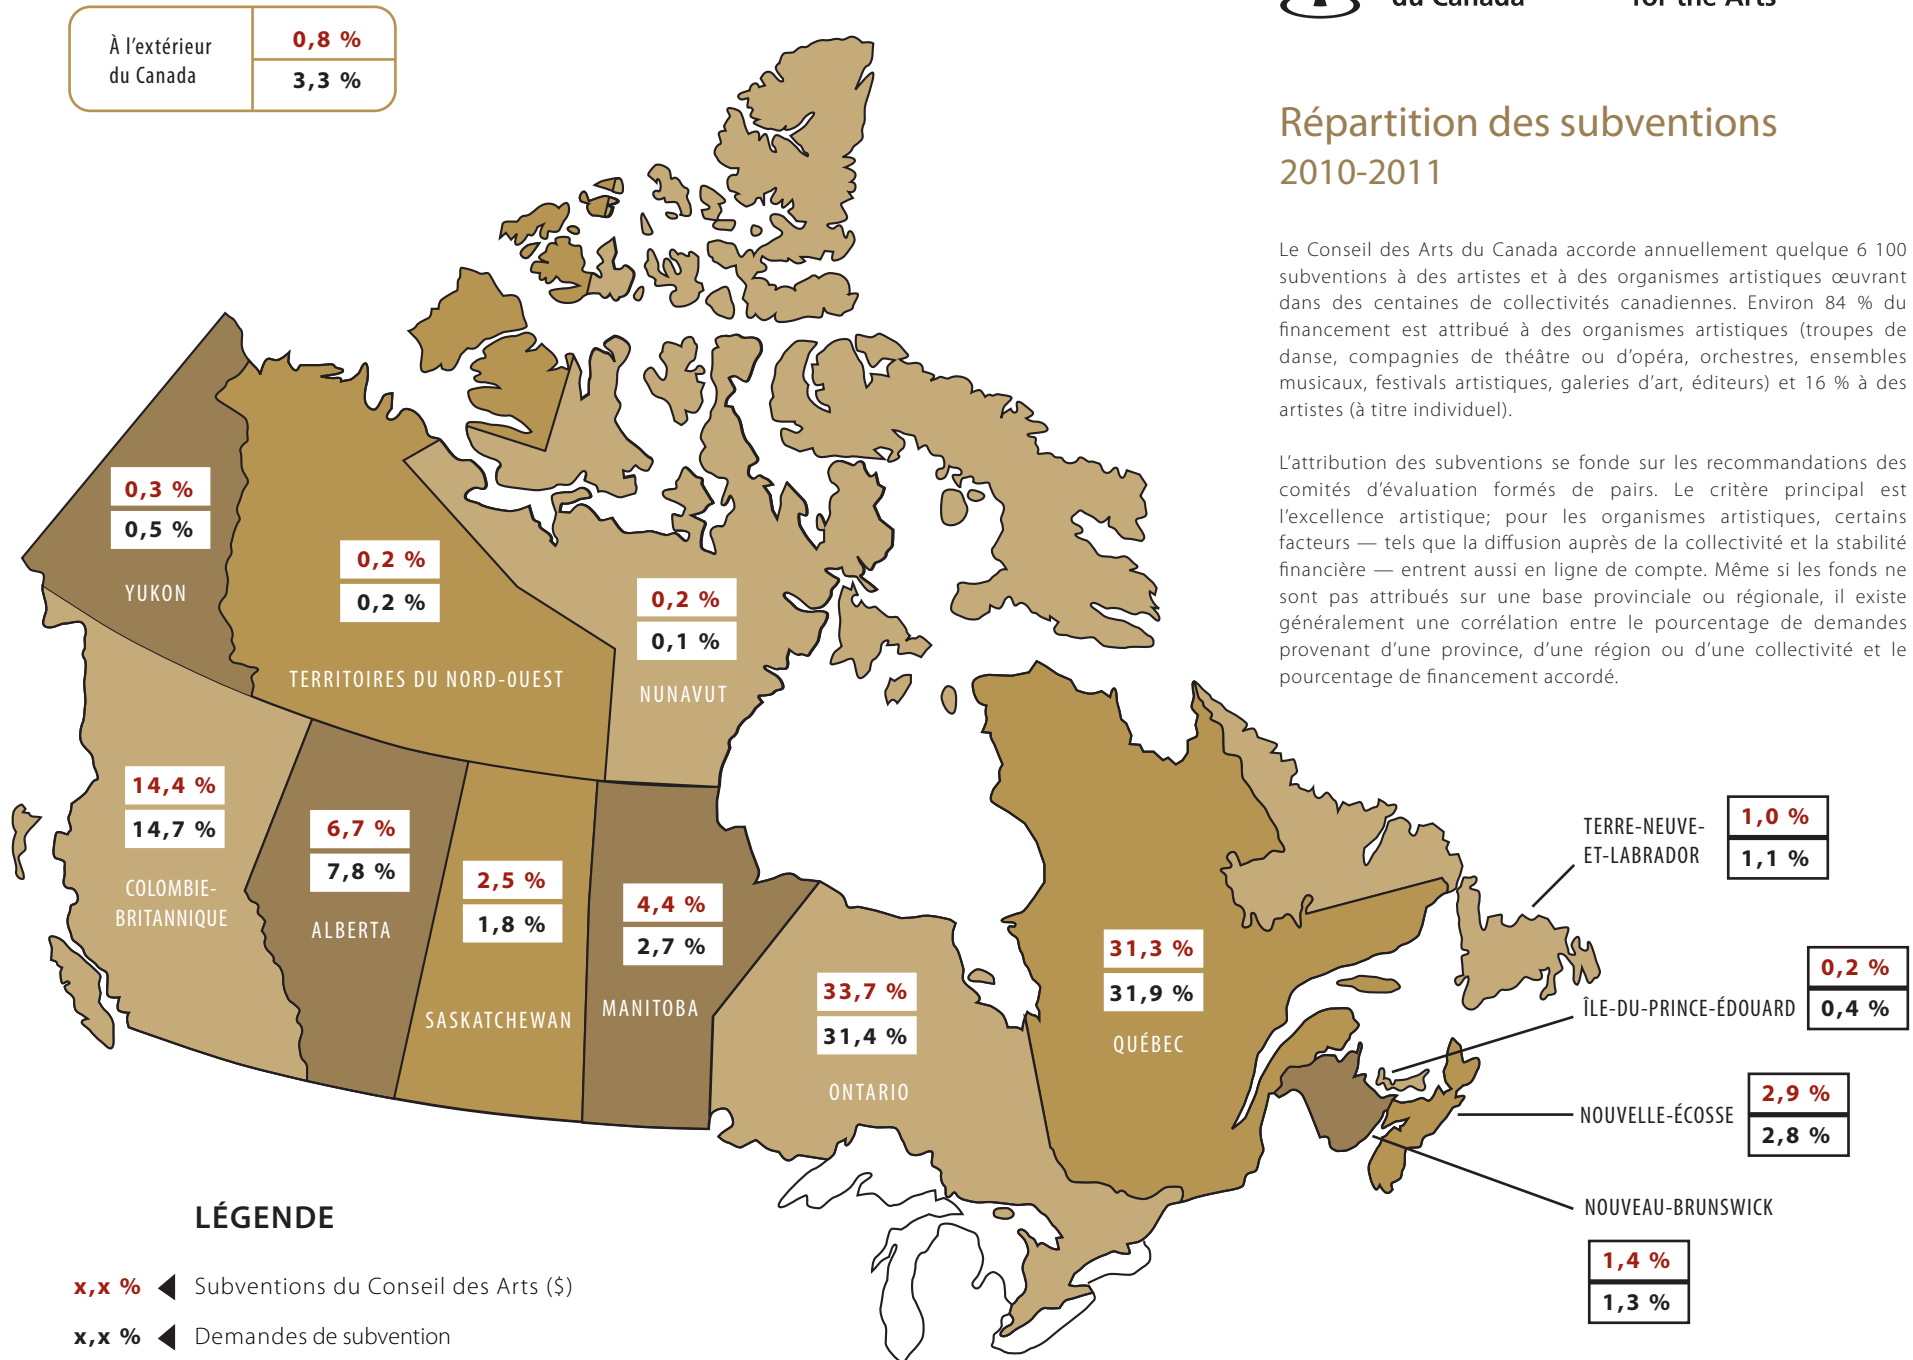 du Canada
for the Arts
À l'extérieur
du Canada
0,8 %
3,3 %
Répartition des subventions
2010-2011
Le Conseil des Arts du Canada accorde annuellement quelque 6 100
subventions à des artistes et à des organismes artistiques œuvrant
dans des centaines de collectivités canadiennes. Environ 84 % du
financement est attribué à des organismes artistiques (troupes de
danse, compagnies de théâtre ou d'opéra, orchestres, ensembles
musicaux, festivals artistiques, galeries d'art, éditeurs) et 16 % à des
artistes (à titre individuel).
L'attribution des subventions se fonde sur les recommandations des
comités d'évaluation formés de pairs. Le critère principal est
l'excellence artistique; pour les organismes artistiques, certains
facteurs — tels que la diffusion auprès de la collectivité et la stabilité
financière — entrent aussi en ligne de compte. Même si les fonds ne
sont pas attribués sur une base provinciale ou régionale, il existe
généralement une corrélation entre le pourcentage de demandes
provenant d'une province, d'une région ou d'une collectivité et le
pourcentage de financement accordé.
0,3 %
0,5 %
YUKON
0,2 %
0,2 %
TERRITOIRES DU NORD-OUEST
0,2 %
0,1 %
NUNAVUT
14,4 %
14,7 %
COLOMBIE-
BRITANNIQUE
6,7 %
7,8 %
ALBERTA
2,5 %
1,8 %
SASKATCHEWAN
4,4 %
2,7 %
MANITOBA
33,7 %
31,4 %
ONTARIO
31,3 %
31,9 %
QUÉBEC
TERRE-NEUVE-
ET-LABRADOR
1,0 %
1,1 %
ÎLE-DU-PRINCE-ÉDOUARD
0,2 %
0,4 %
NOUVELLE-ÉCOSSE
2,9 %
2,8 %
NOUVEAU-BRUNSWICK
1,4 %
1,3 %
LÉGENDE
x,x % Subventions du Conseil des Arts ($)
x,x % Demandes de subvention